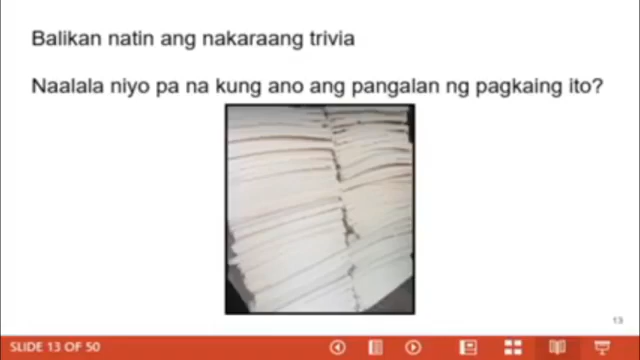 Balikan natin ang nakaraang trivia
Naalala niyo pa na kung ano ang pangalan ng pagkaing ito?
13
SLIDE 13 OF 50